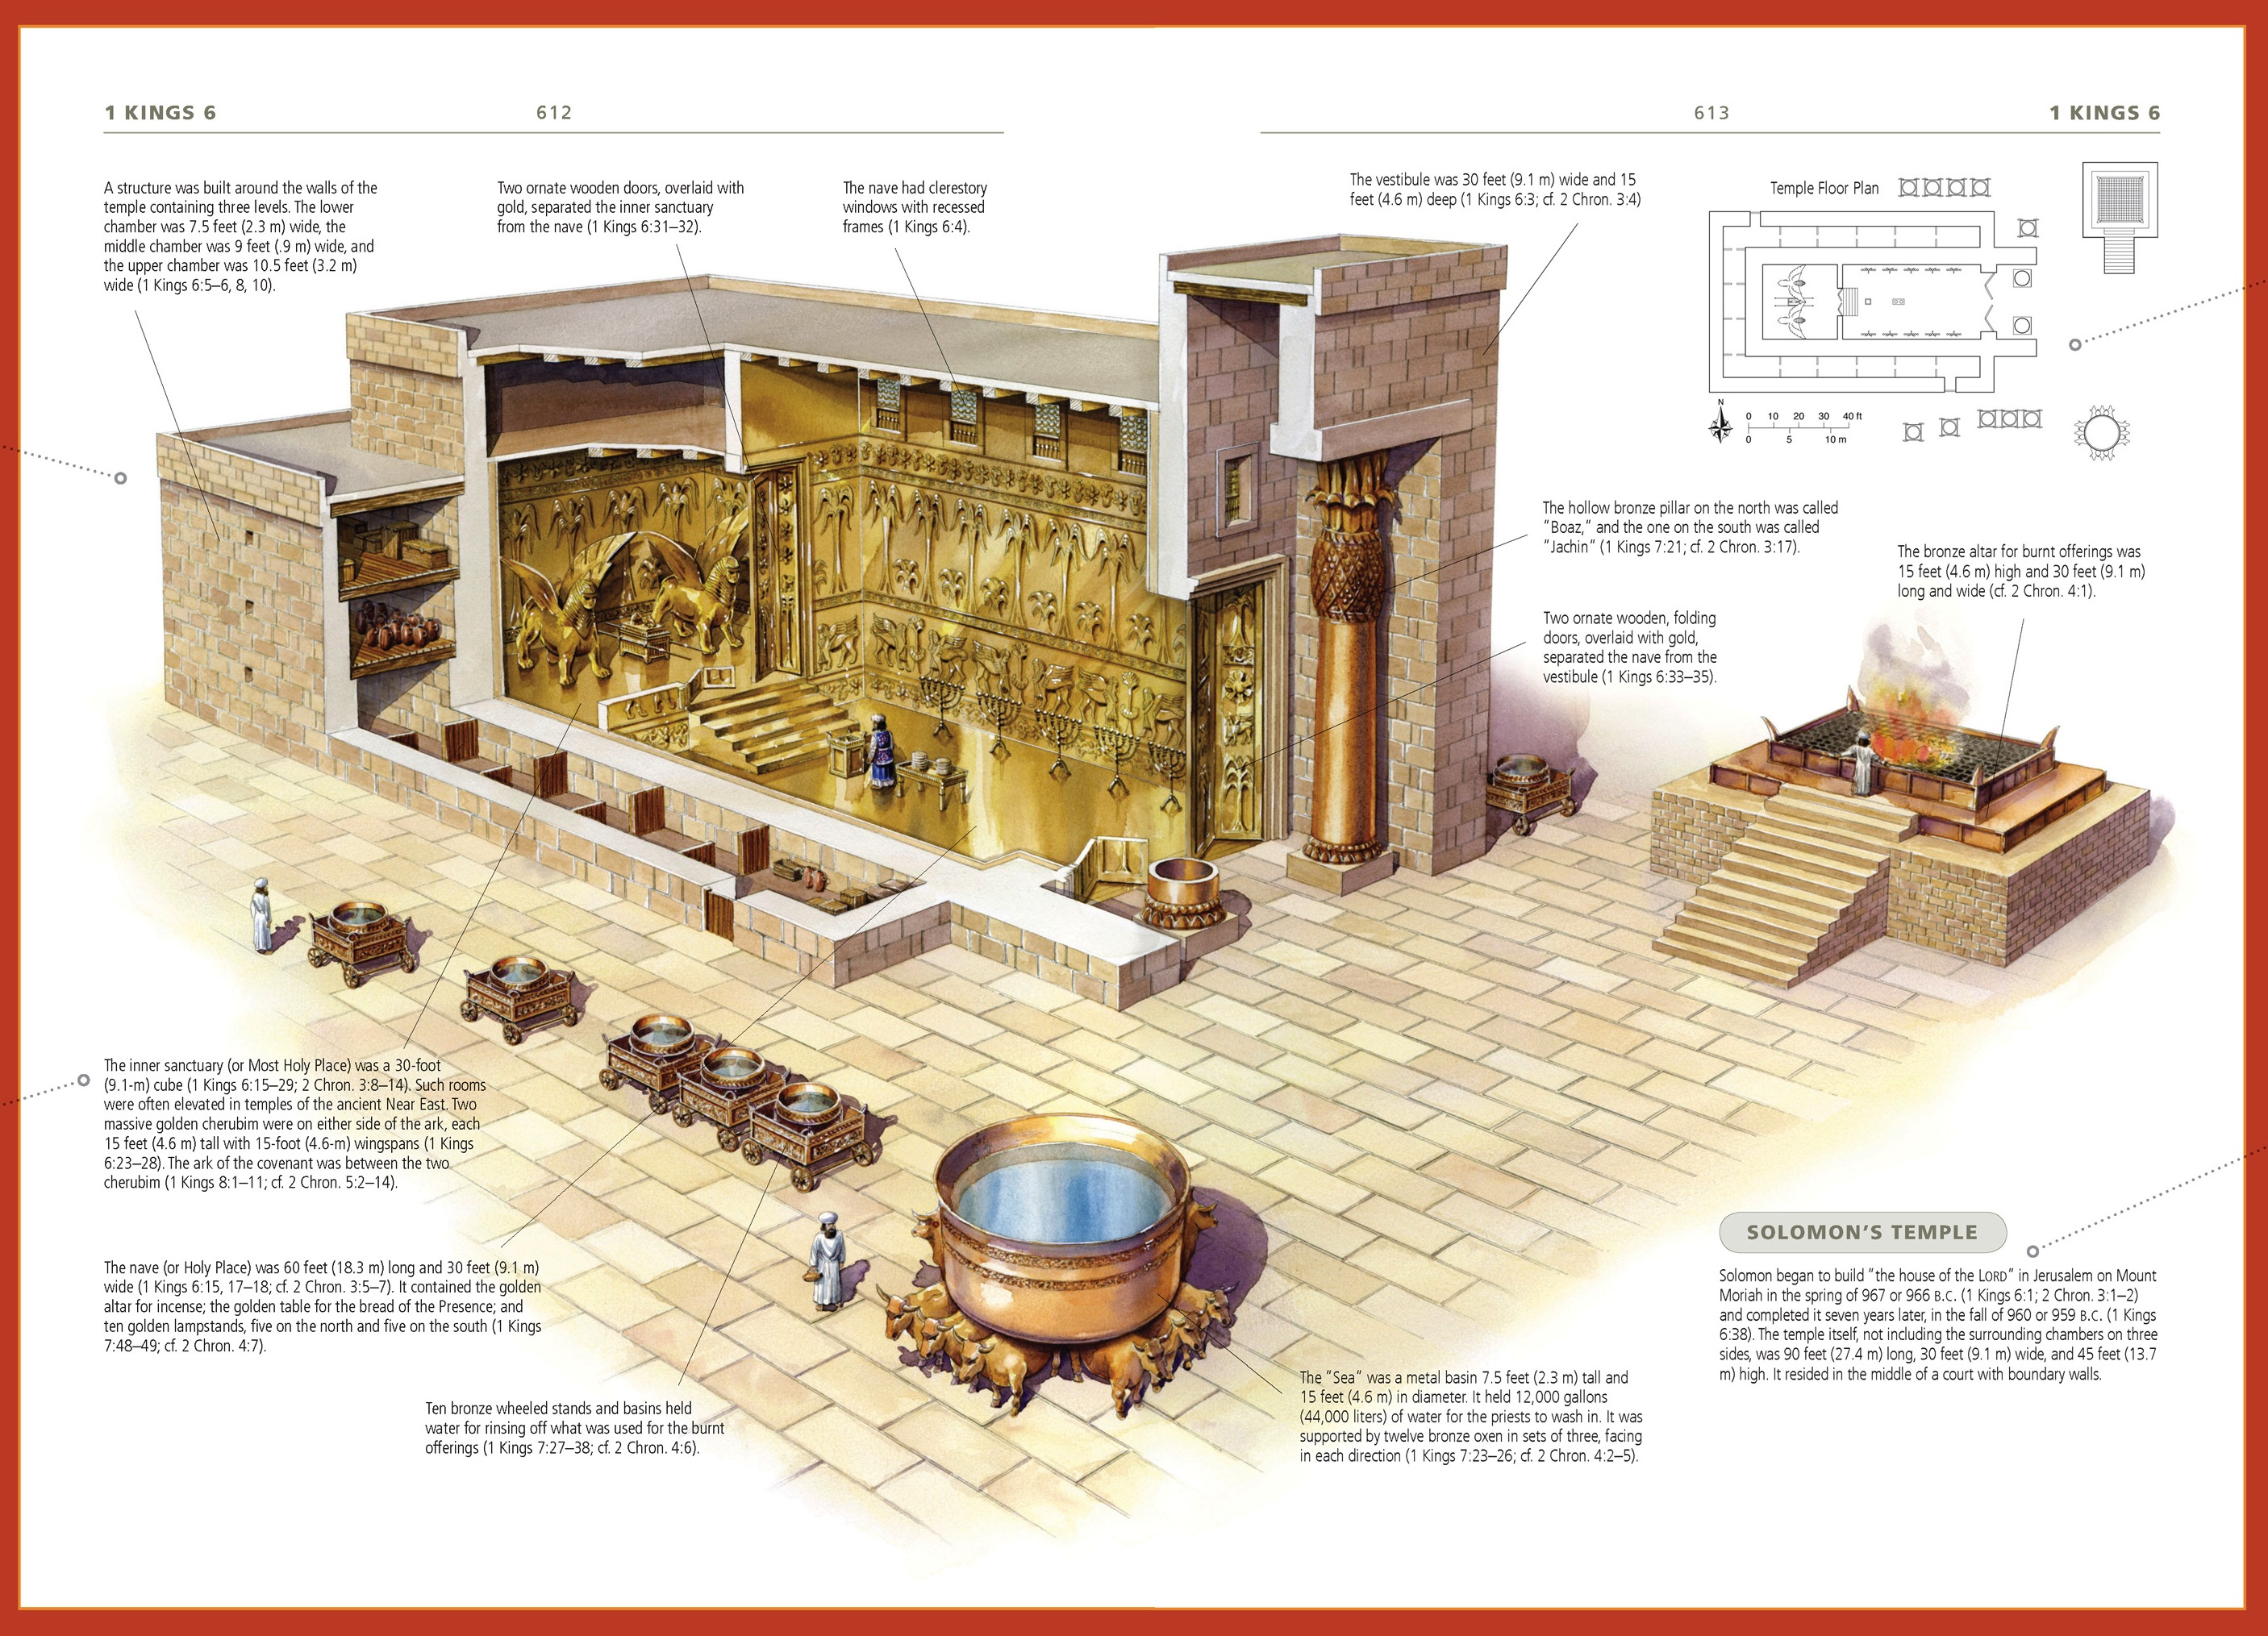 1 KINGS 6
612
613
1 KINGS 6
A structure was built around the walls of the
temple containing three levels. The lower
chamber was 7.5 feet (2.3 m) wide, the
middle chamber was 9 feet (.9 m) wide, and
the upper chamber was 10.5 feet (3.2 m)
wide (1 Kings 6:5–6, 8, 10).
Two ornate wooden doors, overlaid with
gold, separated the inner sanctuary
from the nave (1 Kings 6:31–32).
The nave had clerestory
windows with recessed
frames (1 Kings 6:4).
The vestibule was 30 feet (9.1 m) wide and 15
feet (4.6 m) deep (1 Kings 6:3; cf. 2 Chron. 3:4)
Temple Floor Plan
N
0 10 20 30 40 ft
0 5 10 m
The hollow bronze pillar on the north was called
“Boaz,” and the one on the south was called
“Jachin” (1 Kings 7:21; cf. 2 Chron. 3:17).
The bronze altar for burnt offerings was
15 feet (4.6 m) high and 30 feet (9.1 m)
long and wide (cf. 2 Chron. 4:1).
Two ornate wooden, folding
doors, overlaid with gold,
separated the nave from the
vestibule (1 Kings 6:33–35).
The inner sanctuary (or Most Holy Place) was a 30-foot
(9.1-m) cube (1 Kings 6:15–29; 2 Chron. 3:8–14). Such rooms
were often elevated in temples of the ancient Near East. Two
massive golden cherubim were on either side of the ark, each
15 feet (4.6 m) tall with 15-foot (4.6-m) wingspans (1 Kings
6:23–28). The ark of the covenant was between the two
cherubim (1 Kings 8:1–11; cf. 2 Chron. 5:2–14).
The nave (or Holy Place) was 60 feet (18.3 m) long and 30 feet (9.1 m)
wide (1 Kings 6:15, 17–18; cf. 2 Chron. 3:5–7). It contained the golden
altar for incense; the golden table for the bread of the Presence; and
ten golden lampstands, five on the north and five on the south (1 Kings
7:48–49; cf. 2 Chron. 4:7).
Ten bronze wheeled stands and basins held
water for rinsing off what was used for the burnt
offerings (1 Kings 7:27–38; cf. 2 Chron. 4:6).
The “Sea” was a metal basin 7.5 feet (2.3 m) tall and
15 feet (4.6 m) in diameter. It held 12,000 gallons
(44,000 liters) of water for the priests to wash in. It was
supported by twelve bronze oxen in sets of three, facing
in each direction (1 Kings 7:23–26; cf. 2 Chron. 4:2–5).
SOLOMON’S TEMPLE
Solomon began to build “the house of the LORD” in Jerusalem on Mount
Moriah in the spring of 967 or 966 B.C. (1 Kings 6:1; 2 Chron. 3:1–2)
and completed it seven years later, in the fall of 960 or 959 B.C. (1 Kings
6:38). The temple itself, not including the surrounding chambers on three
sides, was 90 feet (27.4 m) long, 30 feet (9.1 m) wide, and 45 feet (13.7
m) high. It resided in the middle of a court with boundary walls.